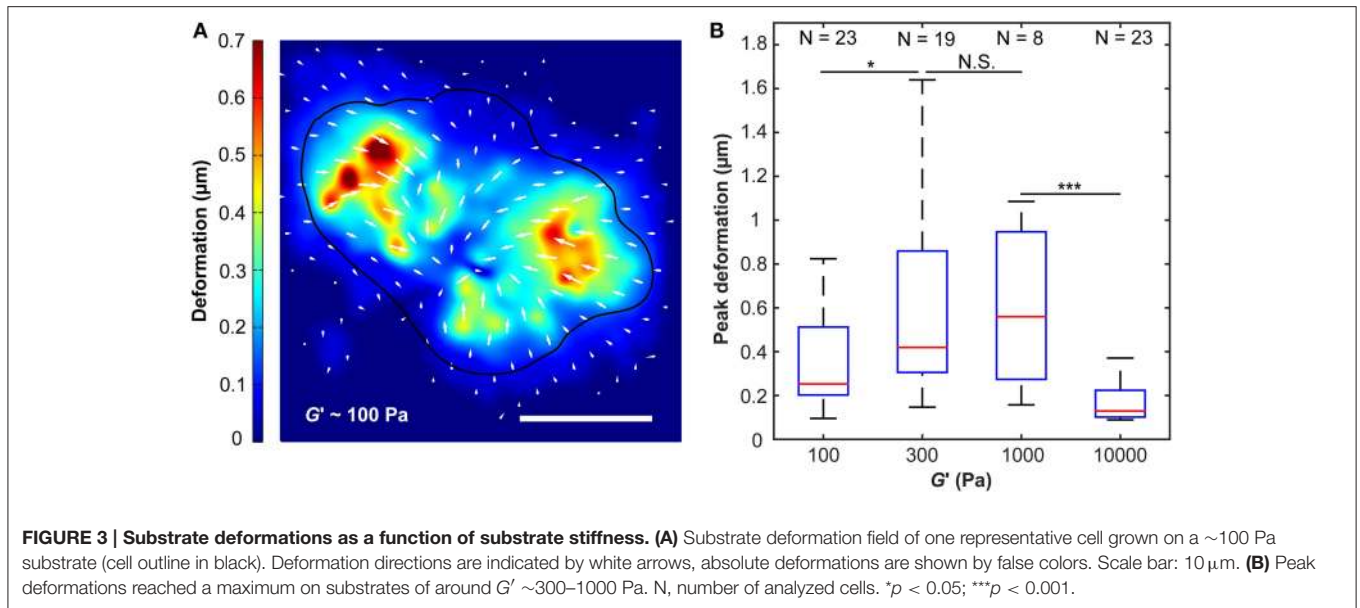 A
B
0.7
0.6
0.5
0.4
0.3
0.2
0.1
0
Deformation (µm)
G' ~ 100 Pa
N = 23 N = 19 N = 8 N = 23
* N.S. ***
1.8
1.6
1.4
1.2
1
0.8
0.6
0.4
0.2
0
Peak deformation (µm)
100 300 1000 10000
G' (Pa)
FIGURE 3 | Substrate deformations as a function of substrate stiffness. (A) Substrate deformation field of one representative cell grown on a ~100 Pa
substrate (cell outline in black). Deformation directions are indicated by white arrows, absolute deformations are shown by false colors. Scale bar: 10 µm. (B) Peak
deformations reached a maximum on substrates of around G′ ~300–1000 Pa. N, number of analyzed cells. *p < 0.05; ***p < 0.001.